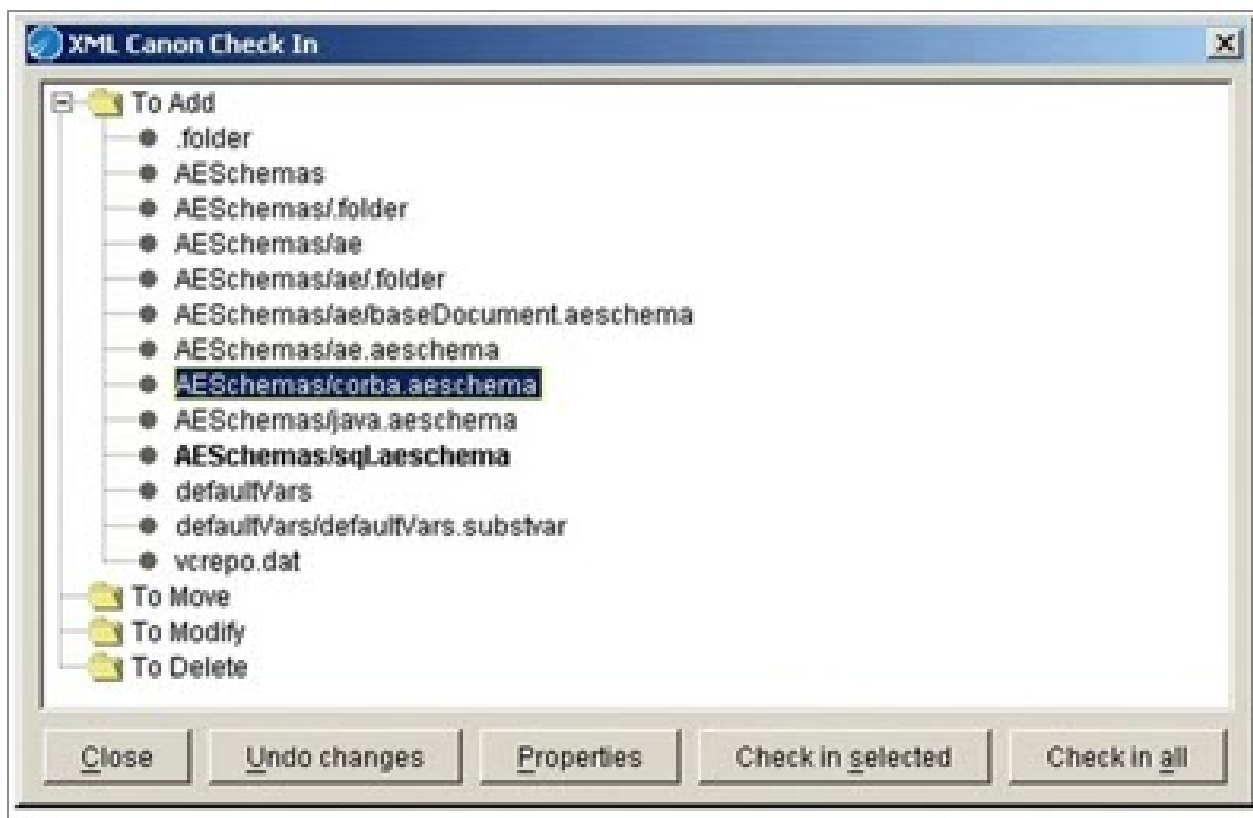 XML Canon Check In
To Add
.folder
AESchemas
AESchemas/.folder
AESchemas/ae
AESchemas/ae/.folder
AESchemas/ae/baseDocument.aeschema
AESchemas/ae.aeschema
AESchemas/corba.aeschema
AESchemas/java.aeschema
AESchemas/sql.aeschema
defaultVars
defaultVars/defaultVars.substvar
vcrepo.dat
To Move
To Modify
To Delete
Close Undo changes Properties Check in selected Check in all